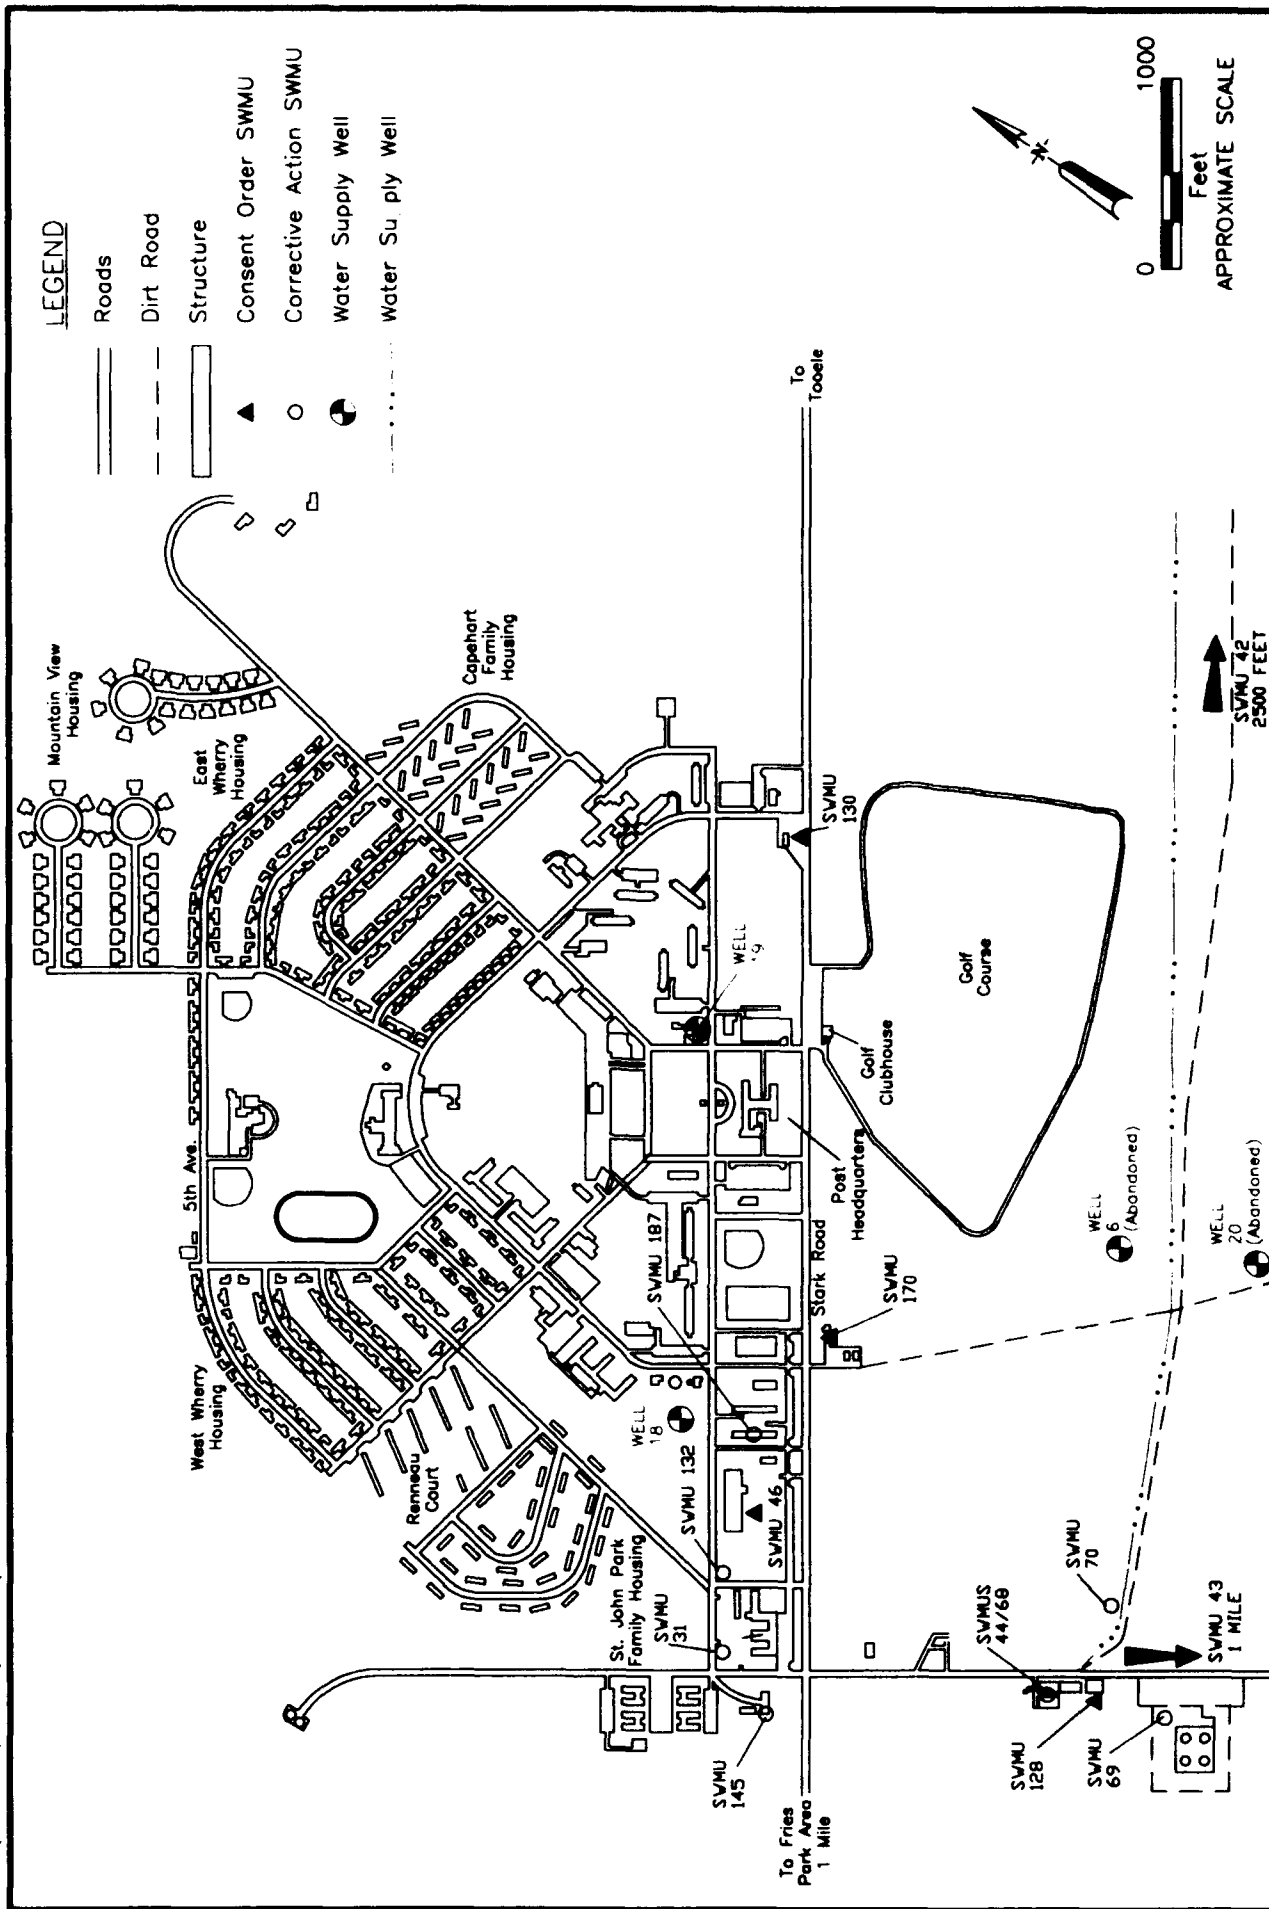 LEGEND
Roads
Dirt Road
Structure
Consent Order SWMU
Corrective Action SWMU
Water Supply Well
Water Su ply Well
N
0
1000
Feet
APPROXIMATE SCALE
Mountain View
Housing
East
Wherry
Housing
Capehart
Family
Housing
5th Ave.
West Wherry
Housing
Renneau
Court
St. John Park
Family Housing
To
Tooele
SWMU
130
WELL
Golf
Course
Golf
Clubhouse
Post
Headquarters
Stark Road
SWMU 187
SWMU
170
WELL
18
SWMU 132
SWMU 46
SWMU
131
SWMU
145
To Fries
Park Area
1 Mile
WELL
6
(Abandoned)
WELL
20
(Abandoned)
SWMU 42
2500 FEET
SWMU
70
SWMUS
44/68
SWMU 43
1 MILE
SWMU
128
SWMU
69